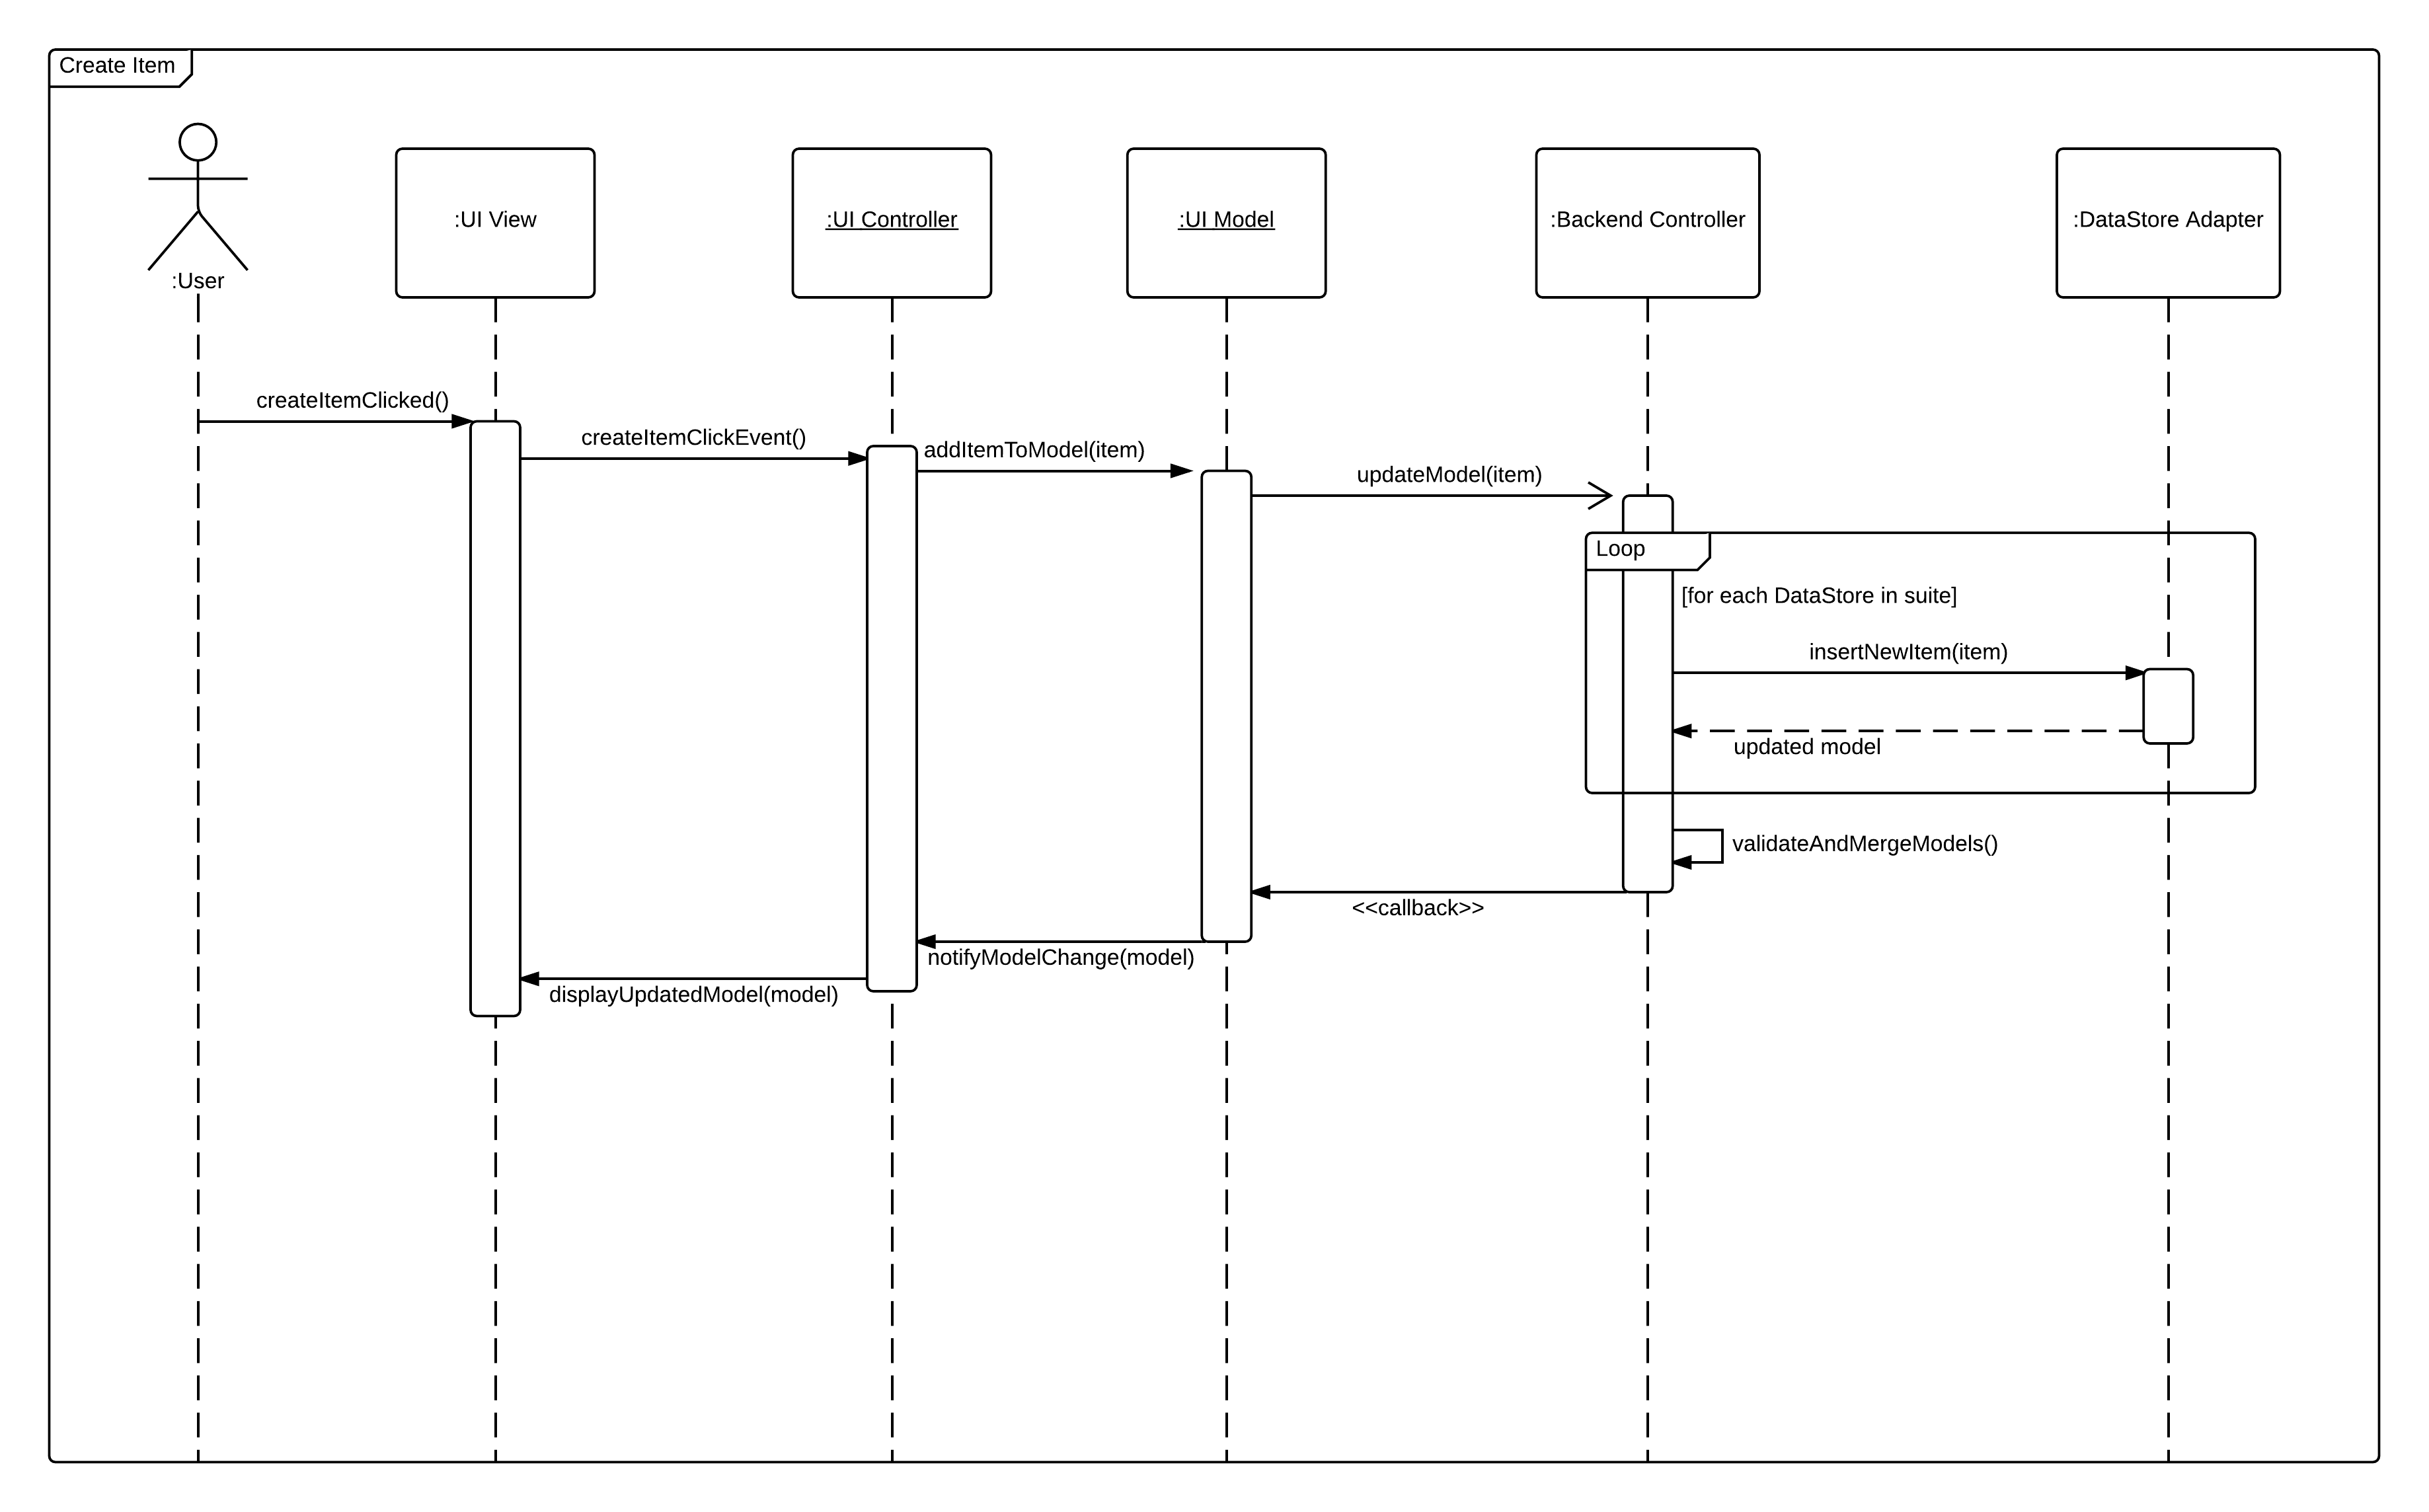 Create Item
:User
:UI View
:UI Controller
:UI Model
:Backend Controller
:DataStore Adapter
createItemClicked()
createItemClickEvent()
addItemToModel(item)
updateModel(item)
Loop
[for each DataStore in suite]
insertNewItem(item)
updated model
validateAndMergeModels()
<<callback>>
notifyModelChange(model)
displayUpdatedModel(model)